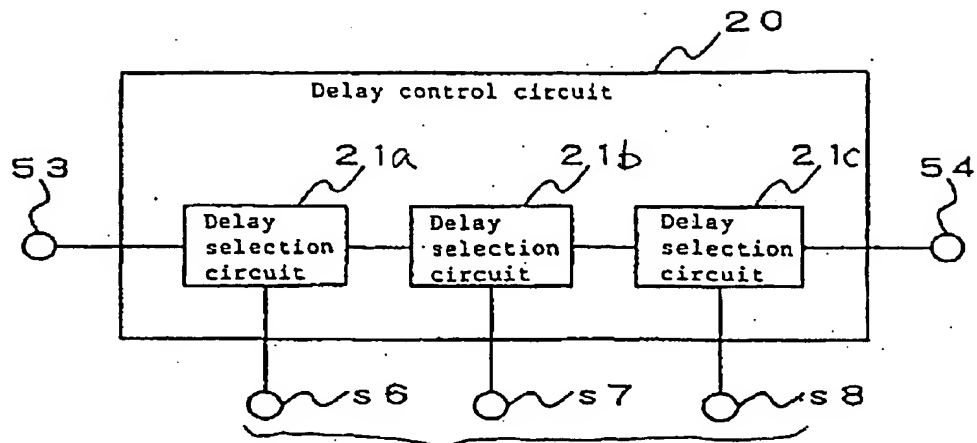 20
Delay control circuit
53
21a
21b
21c
54
Delay selection circuit
Delay selection circuit
Delay selection circuit
s6
s7
s8